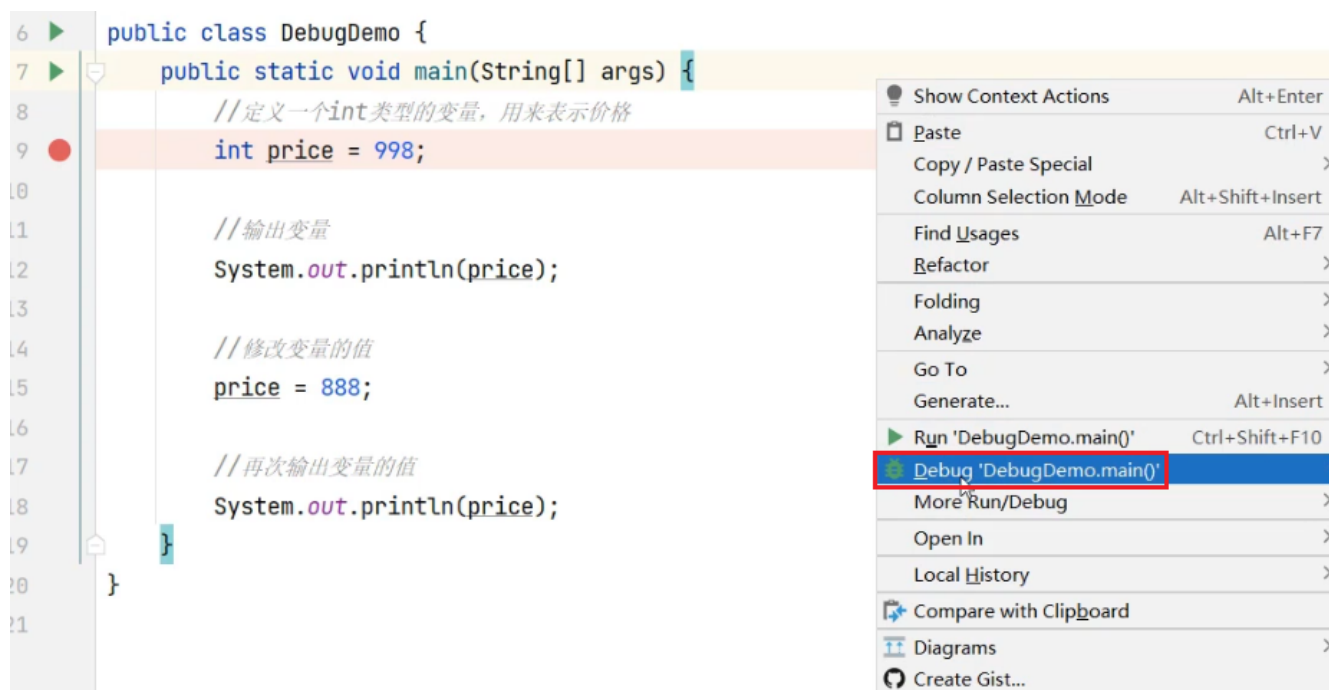 6 public class DebugDemo {
7 public static void main(String[] args) {
8 //定义一个int类型的变量，用来表示价格
9 int price = 998;
10
11 //输出变量
12 System.out.println(price);
13
14 //修改变量的值
15 price = 888;
16
17 //再次输出变量的值
18 System.out.println(price);
19 }
20 }
21
Show Context Actions Alt+Enter
Paste Ctrl+V
Copy / Paste Special
Column Selection Mode Alt+Shift+Insert
Find Usages Alt+F7
Refactor
Folding
Analyze
Go To
Generate... Alt+Insert
Run 'DebugDemo.main()' Ctrl+Shift+F10
Debug 'DebugDemo.main()'
More Run/Debug
Open In
Local History
Compare with Clipboard
Diagrams
Create Gist...